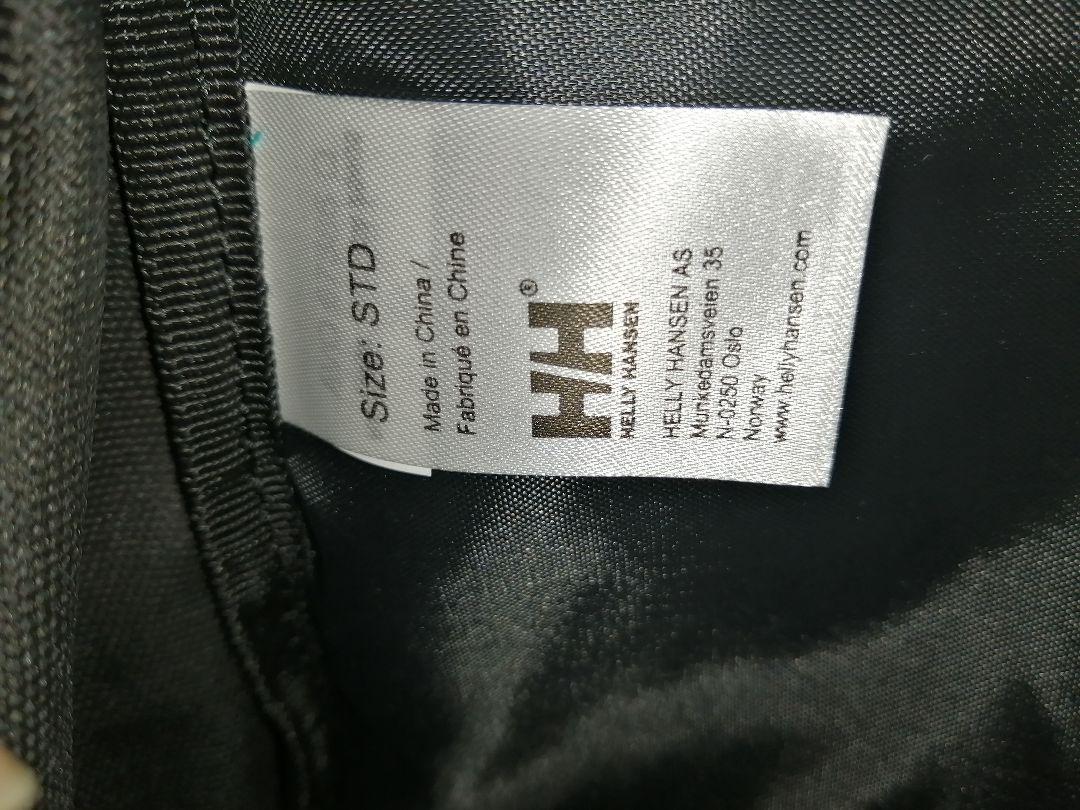 Size: STD
Made in China /
Fabriqué en Chine
HH®
HELLY HANSEN
HELLY HANSEN AS
Munkedamsveien 35
N-0250 Oslo
Norway
www.hellyhansen.com